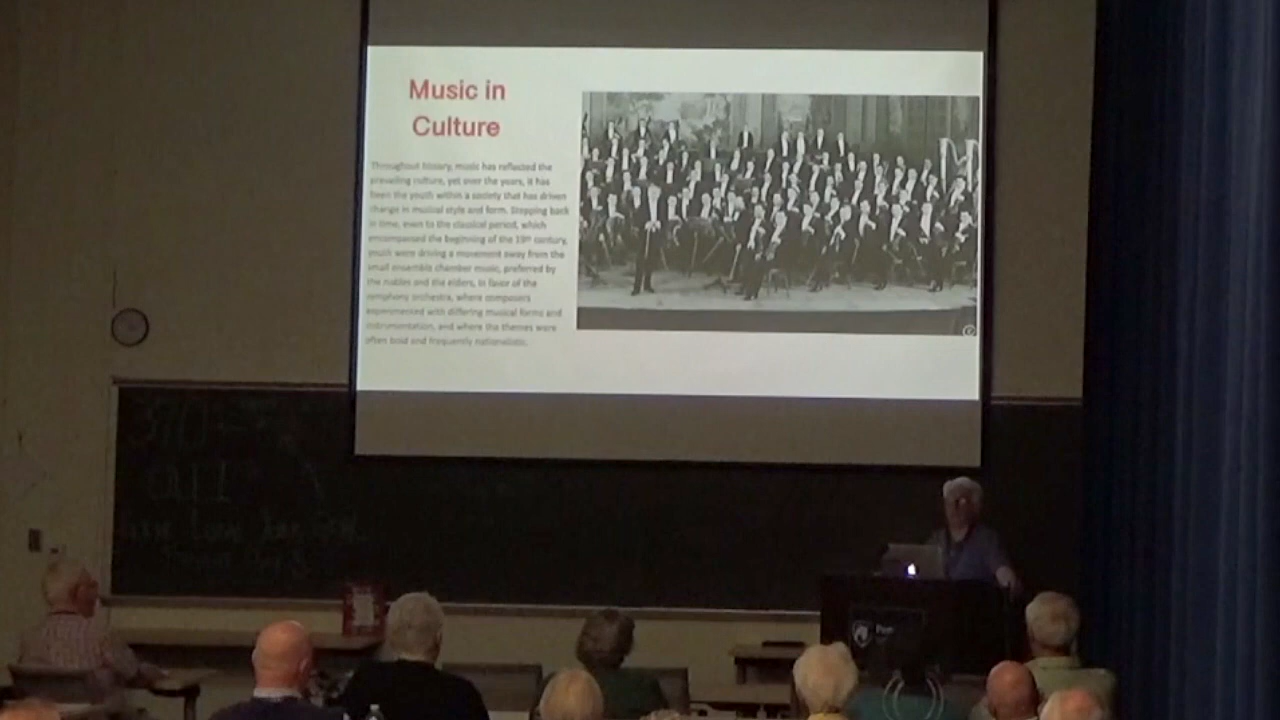 Music in
Culture
Throughout history, music has reflected the
prevailing culture, yet over the years, it has
been the youth within a society that has driven
change in musical style and form. Stepping back
in time, even to the classical period, which
encompassed the beginning of the 19th century,
youth were driving a movement away from the
small ensemble chamber music, preferred by
the nobles and the elders, in favor of the
symphony orchestra, where composers
experimented with differing musical forms and
instrumentation, and where the themes were
often bold and frequently nationalistic.